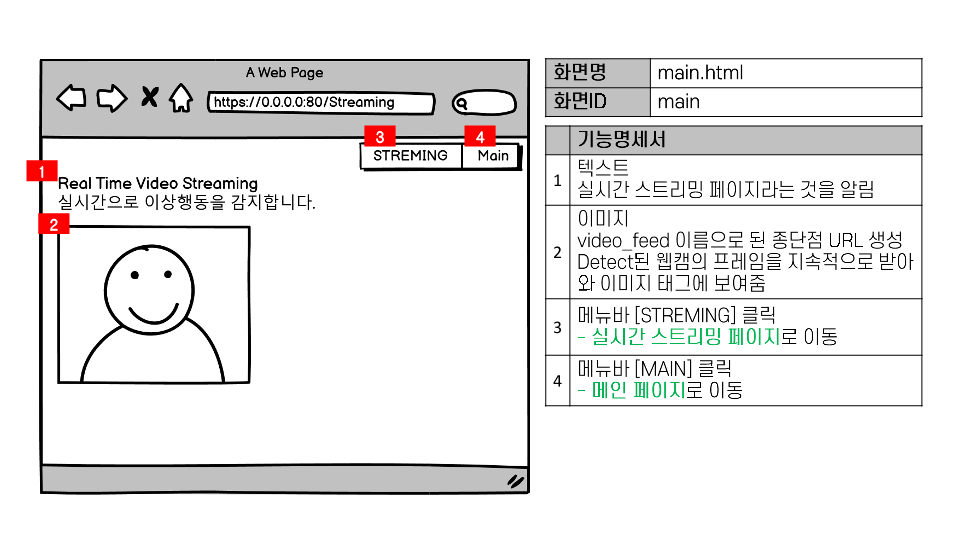 A Web Page
https://0.0.0.0:80/Streaming
3
4
STREMING
Main
1
Real Time Video Streaming
실시간으로 이상행동을 감지합니다.
2
화면명
main.html
화면ID
main
기능명세서
1
텍스트
실시간 스트리밍 페이지라는 것을 알림
2
이미지
video_feed 이름으로 된 종단점 URL 생성
Detect된 웹캠의 프레임을 지속적으로 받아
와 이미지 태그에 보여줌
3
메뉴바 [STREMING] 클릭
- 실시간 스트리밍 페이지로 이동
4
메뉴바 [MAIN] 클릭
- 메인 페이지로 이동